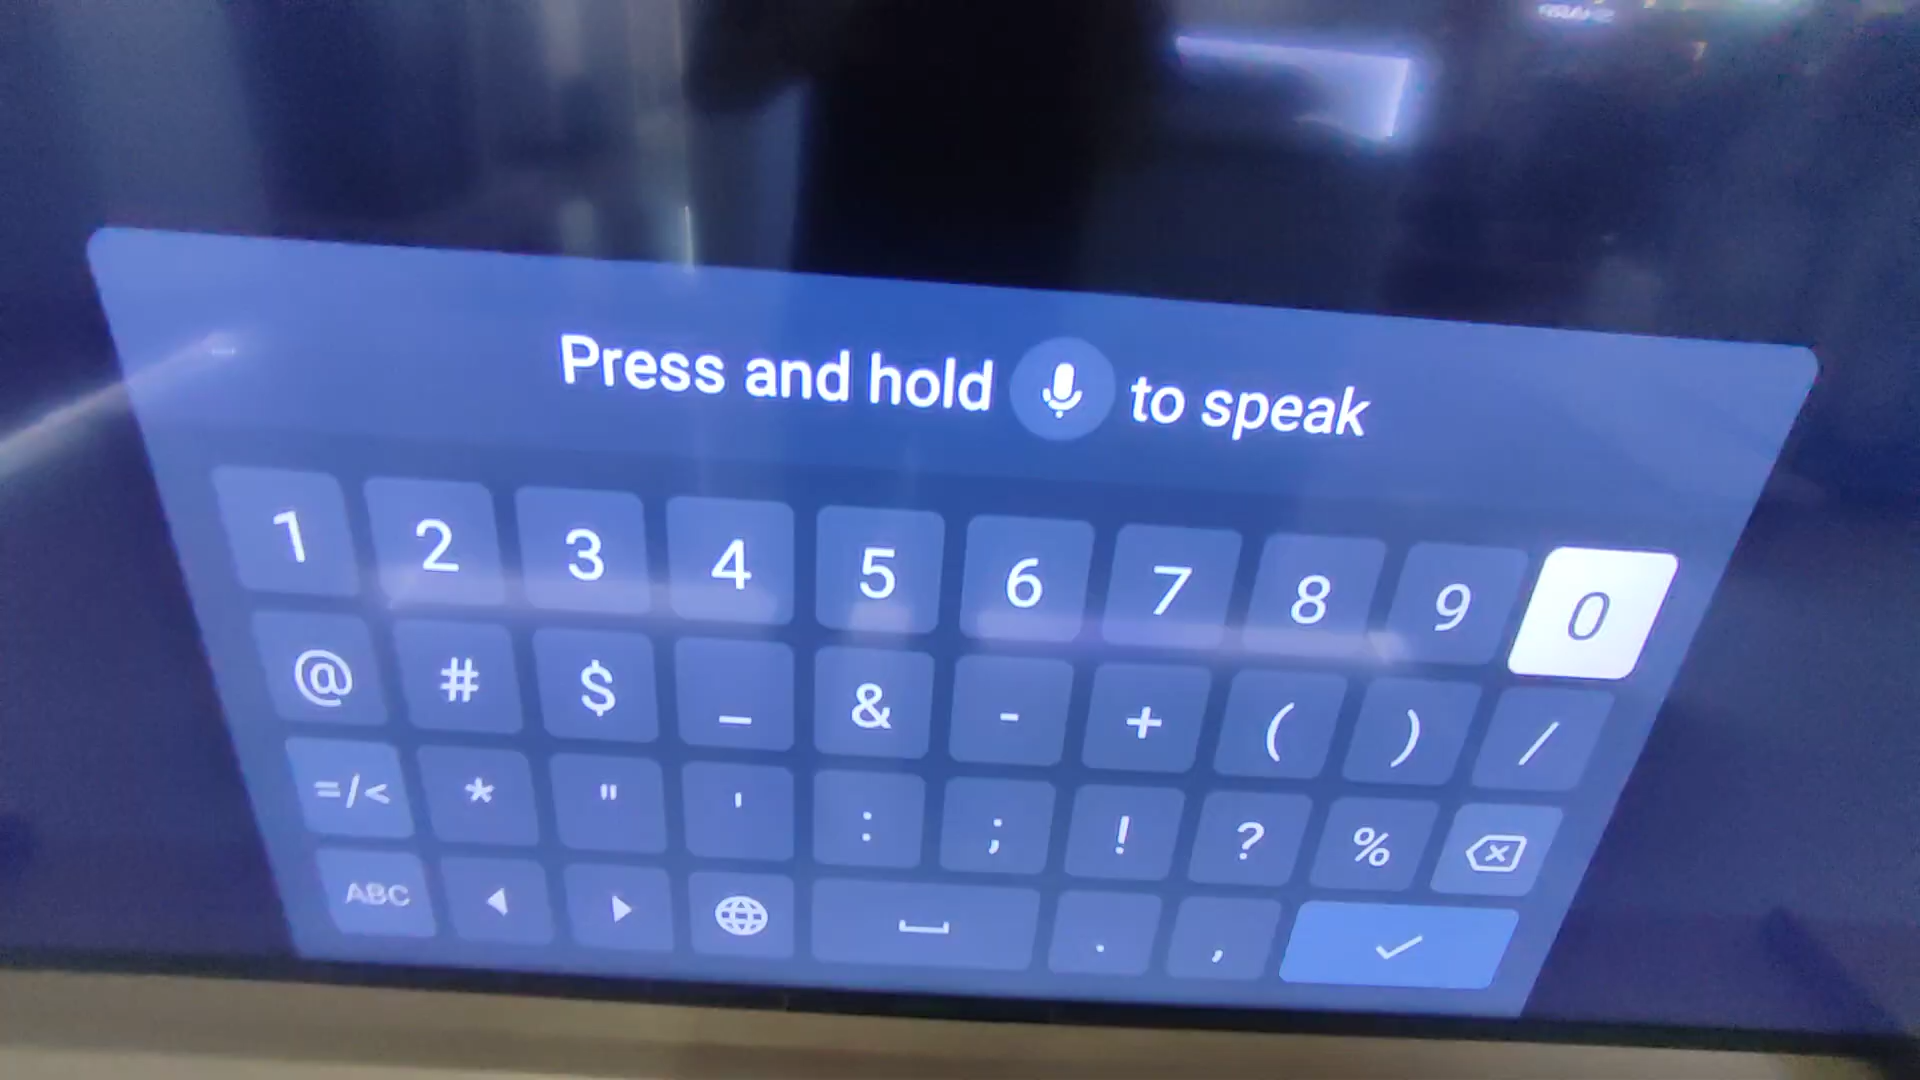 Press and hold to speak
1 2 3 4 5 6 7 8 9 0
@ # $ _ & - + ( ) /
=/< * " ' : ; ! ? %
ABC . ,